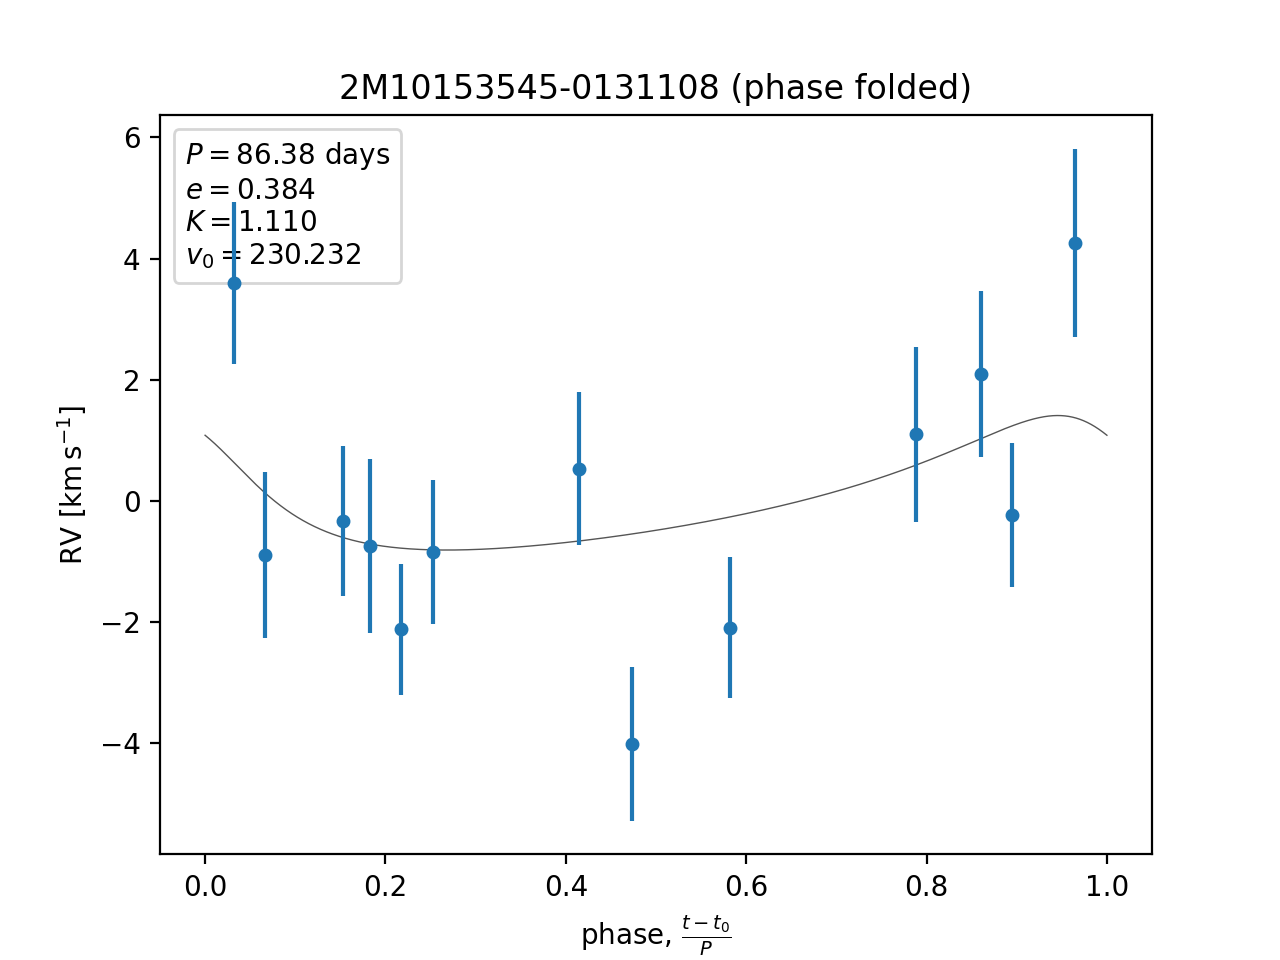 2M10153545-0131108 (phase folded)
P = 86.38 days
e = 0.384
K = 1.110
v₀ = 230.232
6
4
2
0
−2
−4
RV [km s⁻¹]
0.0 0.2 0.4 0.6 0.8 1.0
phase, (t − t₀)/P